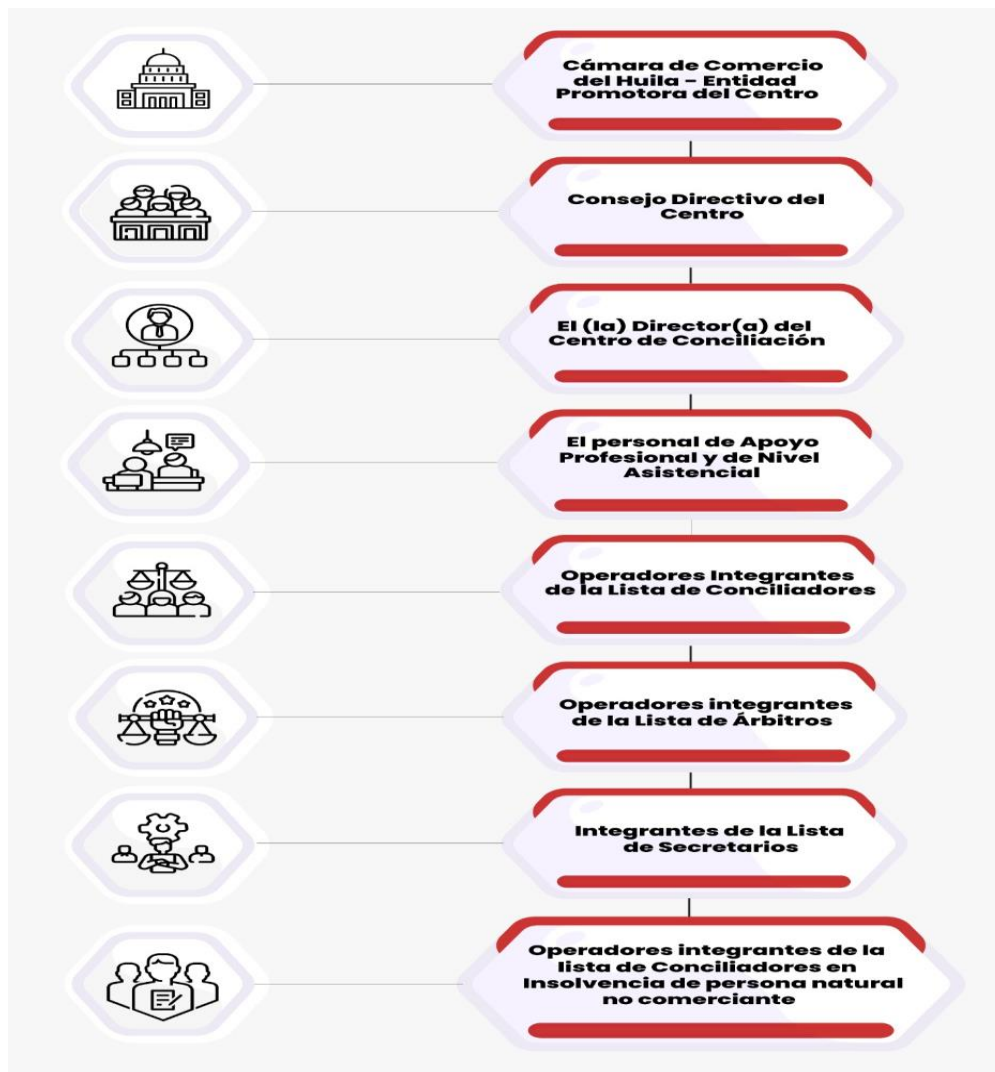 Cámara de Comercio
del Huila – Entidad
Promotora del Centro
Consejo Directivo del
Centro
El (la) Director(a) del
Centro de Conciliación
El personal de Apoyo
Profesional y de Nivel
Asistencial
Operadores Integrantes
de la Lista de Conciliadores
Operadores integrantes
de la Lista de Árbitros
Integrantes de la Lista
de Secretarios
Operadores integrantes de la
lista de Conciliadores en
Insolvencia de persona natural
no comerciante